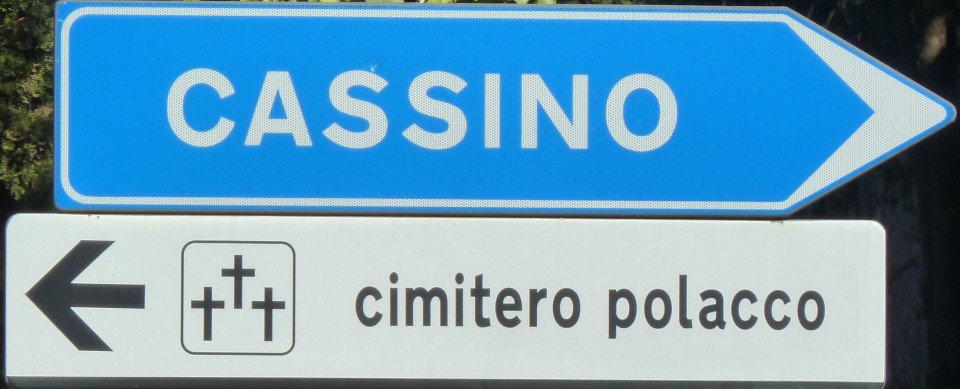 CASSINO
cimitero polacco